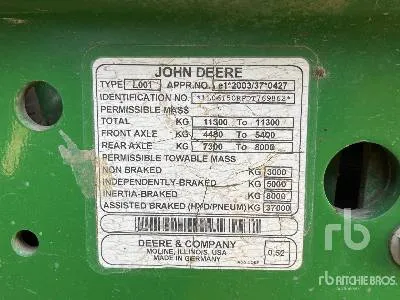 JOHN DEERE
TYPE L001 APPR.NO. e1*2003/37*0427
IDENTIFICATION NO.
PERMISSIBLE MASS
TOTAL KG 11300 To 11300
FRONT AXLE KG 4480 To 5400
REAR AXLE KG 7300 To 8000
PERMISSIBLE TOWABLE MASS
NON BRAKED KG 3000
INDEPENDENTLY-BRAKED KG 5000
INERTIA-BRAKED KG 8000
ASSISTED BRAKED (HYD/PNEUM) KG 37000
DEERE & COMPANY
MOLINE, ILLINOIS, USA
MADE IN GERMANY
0,52
rb
RITCHIE BROS.